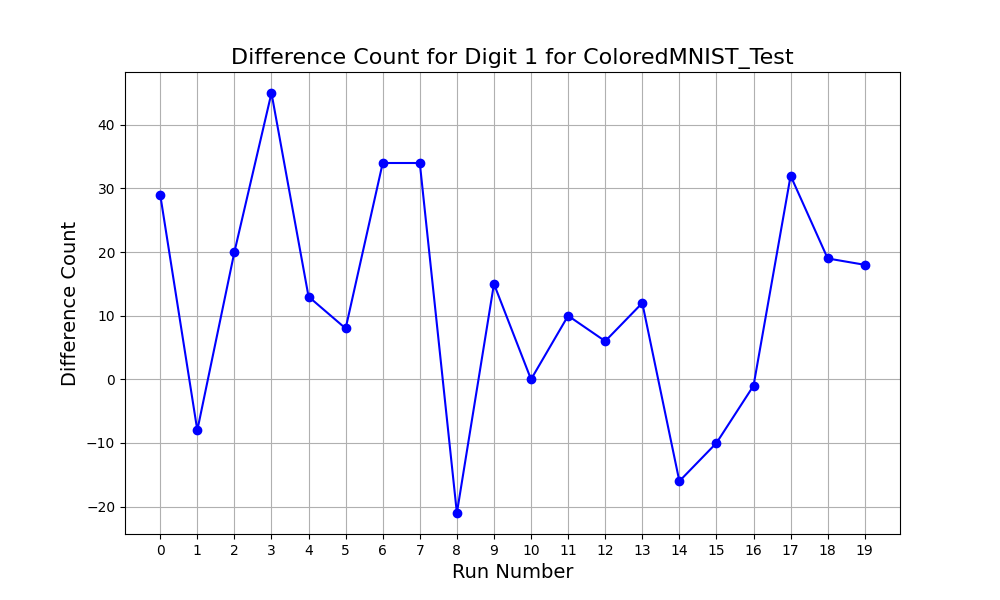 Difference Count for Digit 1 for ColoredMNIST_Test
Difference Count
40
30
20
10
0
−10
−20
0 1 2 3 4 5 6 7 8 9 10 11 12 13 14 15 16 17 18 19
Run Number